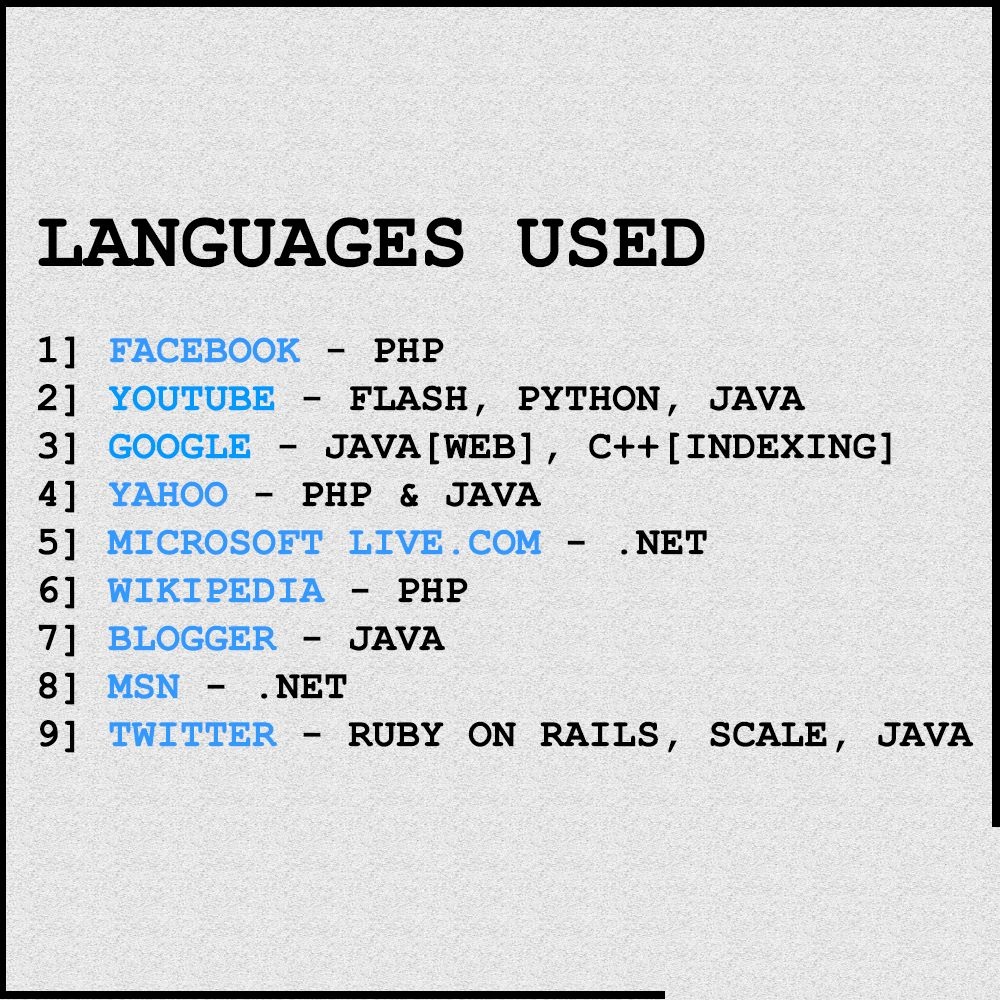 LANGUAGES USED
1] FACEBOOK - PHP
2] YOUTUBE - FLASH, PYTHON, JAVA
3] GOOGLE - JAVA[WEB], C++[INDEXING]
4] YAHOO - PHP & JAVA
5] MICROSOFT LIVE.COM - .NET
6] WIKIPEDIA - PHP
7] BLOGGER - JAVA
8] MSN - .NET
9] TWITTER - RUBY ON RAILS, SCALE, JAVA